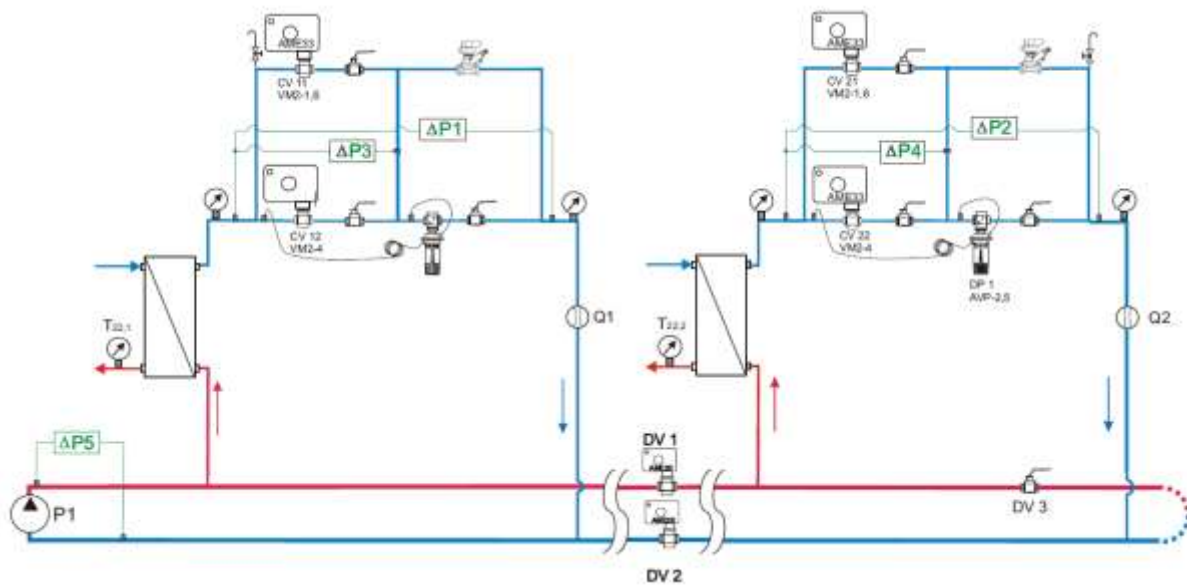 AME33
AME33
CV 11
VM2-1,6
CV 21
VM2-1,6
ΔP1
ΔP2
ΔP3
ΔP4
AME33
CV 12
VM2-4
CV 22
VM2-4
DP 1
AVP-2,5
T22,1
Q1
T22,2
Q2
ΔP5
DV 1
P1
DV 3
DV 2